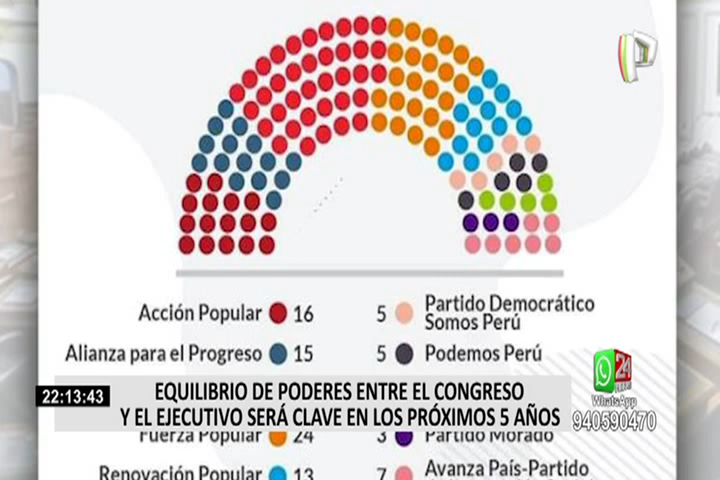 Acción Popular 16
5 Partido Democrático
Somos Perú
Alianza para el Progreso 15
5 Podemos Perú
EQUILIBRIO DE PODERES ENTRE EL CONGRESO
Y EL EJECUTIVO SERÁ CLAVE EN LOS PRÓXIMOS 5 AÑOS
22:13:43
24
WhatsApp
940590470
Fuerza Popular 24
3 Partido Morado
Renovación Popular 13
7 Avanza País-Partido